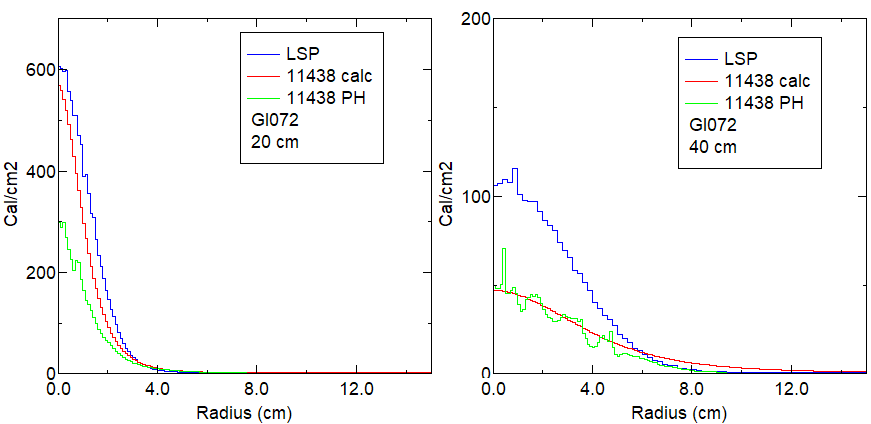 600
400
200
0
Cal/cm2
LSP
11438 calc
11438 PH
GI072
20 cm
0.0 4.0 8.0 12.0
Radius (cm)
200
100
0
Cal/cm2
LSP
11438 calc
11438 PH
GI072
40 cm
0.0 4.0 8.0 12.0
Radius (cm)